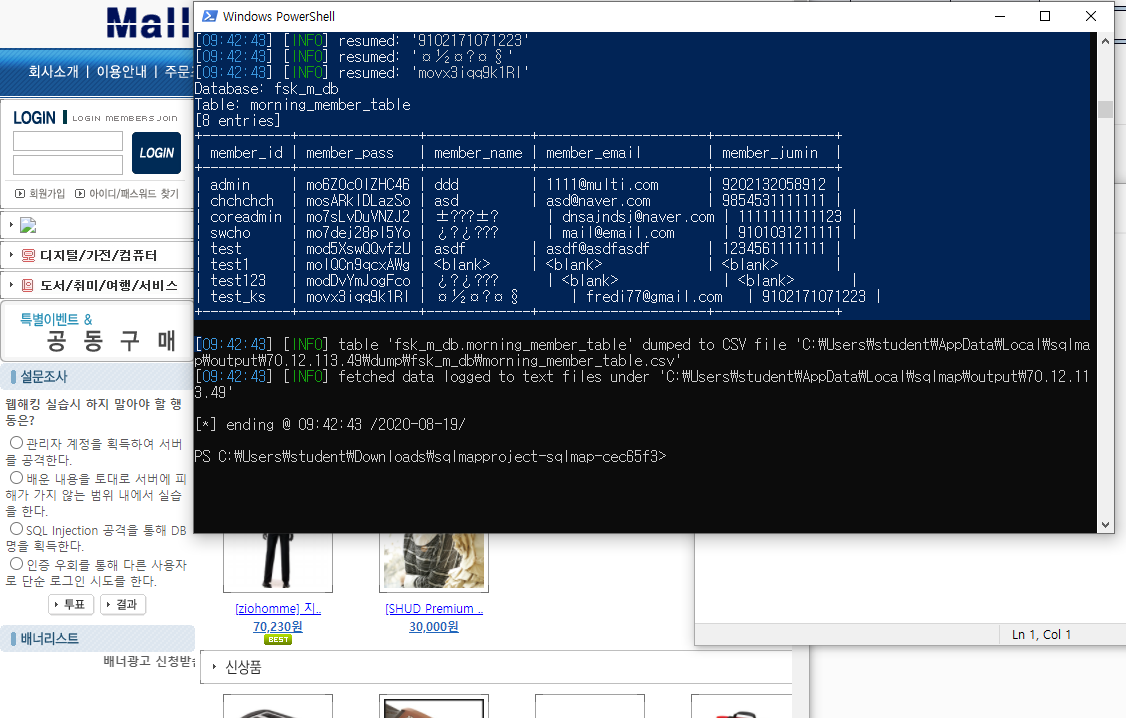 Mall
회사소개 | 이용안내 | 주문조
LOGIN LOGIN MEMBERS JOIN
LOGIN
회원가입 아이디/패스워드 찾기
디지털/가전/컴퓨터
도서/취미/여행/서비스
특별이벤트 &
공 동 구 매
설문조사
웹해킹 실습시 하지 말아야 할 행
동은?
관리자 계정을 획득하여 서버
를 공격한다.
배운 내용을 토대로 서버에 피
해가 가지 않는 범위 내에서 실습
을 한다.
SQL Injection 공격을 통해 DB
명을 획득한다.
인증 우회를 통해 다른 사용자
로 단순 로그인 시도를 한다.
투표 결과
배너리스트
배너광고 신청받습
Windows PowerShell
[09:42:43] [INFO] resumed: '9102171071223'
[09:42:43] [INFO] resumed: '¤½¤?¤§'
[09:42:43] [INFO] resumed: 'movx3iqq9k1RI'
Database: fsk_m_db
Table: morning_member_table
[8 entries]
+-----------+---------------+-------------+---------------------+---------------+
| member_id | member_pass | member_name | member_email | member_jumin |
+-----------+---------------+-------------+---------------------+---------------+
| admin | mo6ZOcOlZHC46 | ddd | 1111@multi.com | 9202132058912 |
| chchchch | mosARklDLazSo | asd | asd@naver.com | 9854531111111 |
| coreadmin | mo7sLvDuVNZJ2 | ±???±? | dnsajndsj@naver.com | 1111111111123 |
| swcho | mo7dej28pI5Yo | ¿?¿??? | mail@email.com | 9101031211111 |
| test | mod5XswQQvfzU | asdf | asdf@asdfasdf | 1234561111111 |
| test1 | molQCn9qcxAWg | <blank> | <blank> | <blank> |
| test123 | modDvYmJogFco | ¿?¿??? | <blank> | <blank> |
| test_ks | movx3iqq9k1RI | ¤½¤?¤§ | fredi77@gmail.com | 9102171071223 |
+-----------+---------------+-------------+---------------------+---------------+
[09:42:43] [INFO] table 'fsk_m_db.morning_member_table' dumped to CSV file 'C:₩Users₩student₩AppData₩Local₩sqlma
p₩output₩70.12.113.49₩dump₩fsk_m_db₩morning_member_table.csv'
[09:42:43] [INFO] fetched data logged to text files under 'C:₩Users₩student₩AppData₩Local₩sqlmap₩output₩70.12.11
3.49'
[*] ending @ 09:42:43 /2020-08-19/
PS C:₩Users₩student₩Downloads₩sqlmapproject-sqlmap-cec65f3>
[ziohomme] 지.. [SHUD Premium ..
70,230원 30,000원
BEST
신상품
Ln 1, Col 1